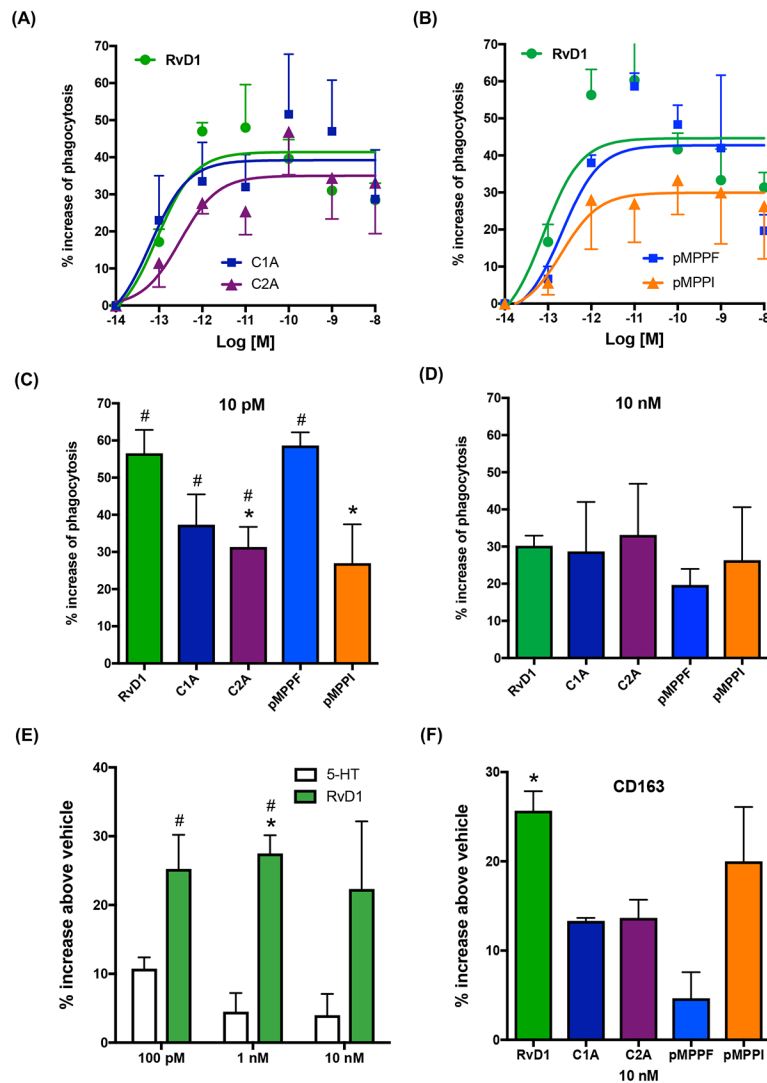 (A)
% increase of phagocytosis
70
60
50
40
30
20
10
0
RvD1
C1A
C2A
-14 -13 -12 -11 -10 -9 -8
Log [M]
(B)
% increase of phagocytosis
70
60
50
40
30
20
10
0
RvD1
pMPPF
pMPPI
-14 -13 -12 -11 -10 -9 -8
Log [M]
(C)
10 pM
% increase of phagocytosis
70
60
50
40
30
20
10
0
# # # * # *
RvD1 C1A C2A pMPPF pMPPI
(D)
10 nM
% increase of phagocytosis
70
60
50
40
30
20
10
0
RvD1 C1A C2A pMPPF pMPPI
(E)
% increase above vehicle
40
30
20
10
0
5-HT
RvD1
# # *
100 pM 1 nM 10 nM
(F)
CD163
% increase above vehicle
30
20
10
0
*
RvD1 C1A C2A pMPPF pMPPI
10 nM